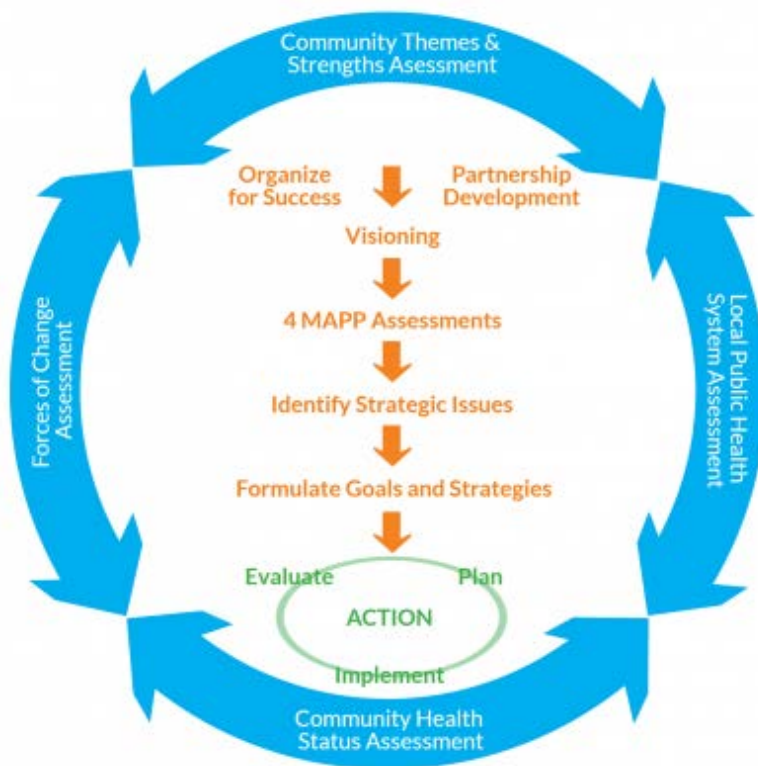 Community Themes &
Strengths Asessment
Organize
for Success
Partnership
Development
Visioning
4 MAPP Assessments
Identify Strategic Issues
Formulate Goals and Strategies
Evaluate
Plan
ACTION
Implement
Forces of Change
Assessment
Local Public Health
System Assessment
Community Health
Status Assessment